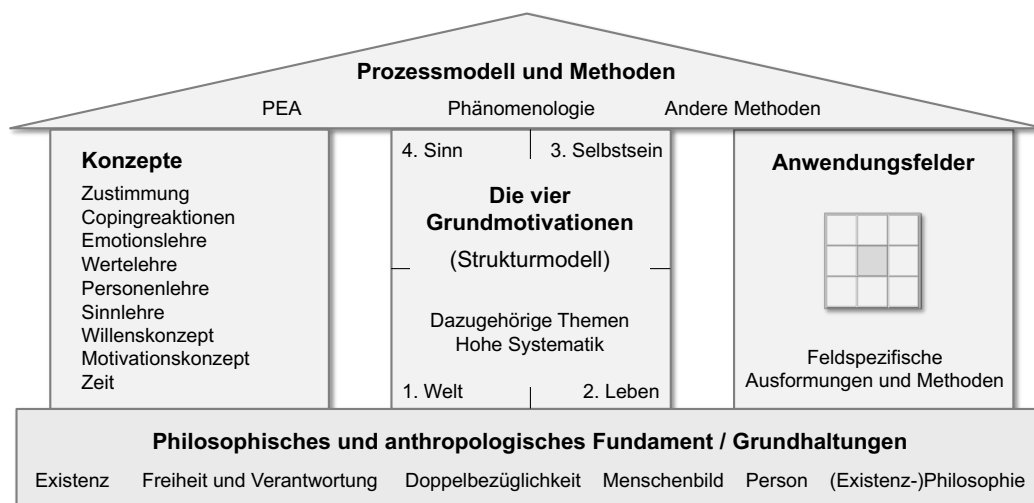 Prozessmodell und Methoden
PEA Phänomenologie Andere Methoden
Konzepte
Zustimmung
Copingreaktionen
Emotionslehre
Wertelehre
Personenlehre
Sinnlehre
Willenskonzept
Motivationskonzept
Zeit
4. Sinn 3. Selbstsein
Die vier
Grundmotivationen
(Strukturmodell)
Dazugehörige Themen
Hohe Systematik
1. Welt 2. Leben
Anwendungsfelder
Feldspezifische
Ausformungen und Methoden
Philosophisches und anthropologisches Fundament / Grundhaltungen
Existenz Freiheit und Verantwortung Doppelbezüglichkeit Menschenbild Person (Existenz-)Philosophie